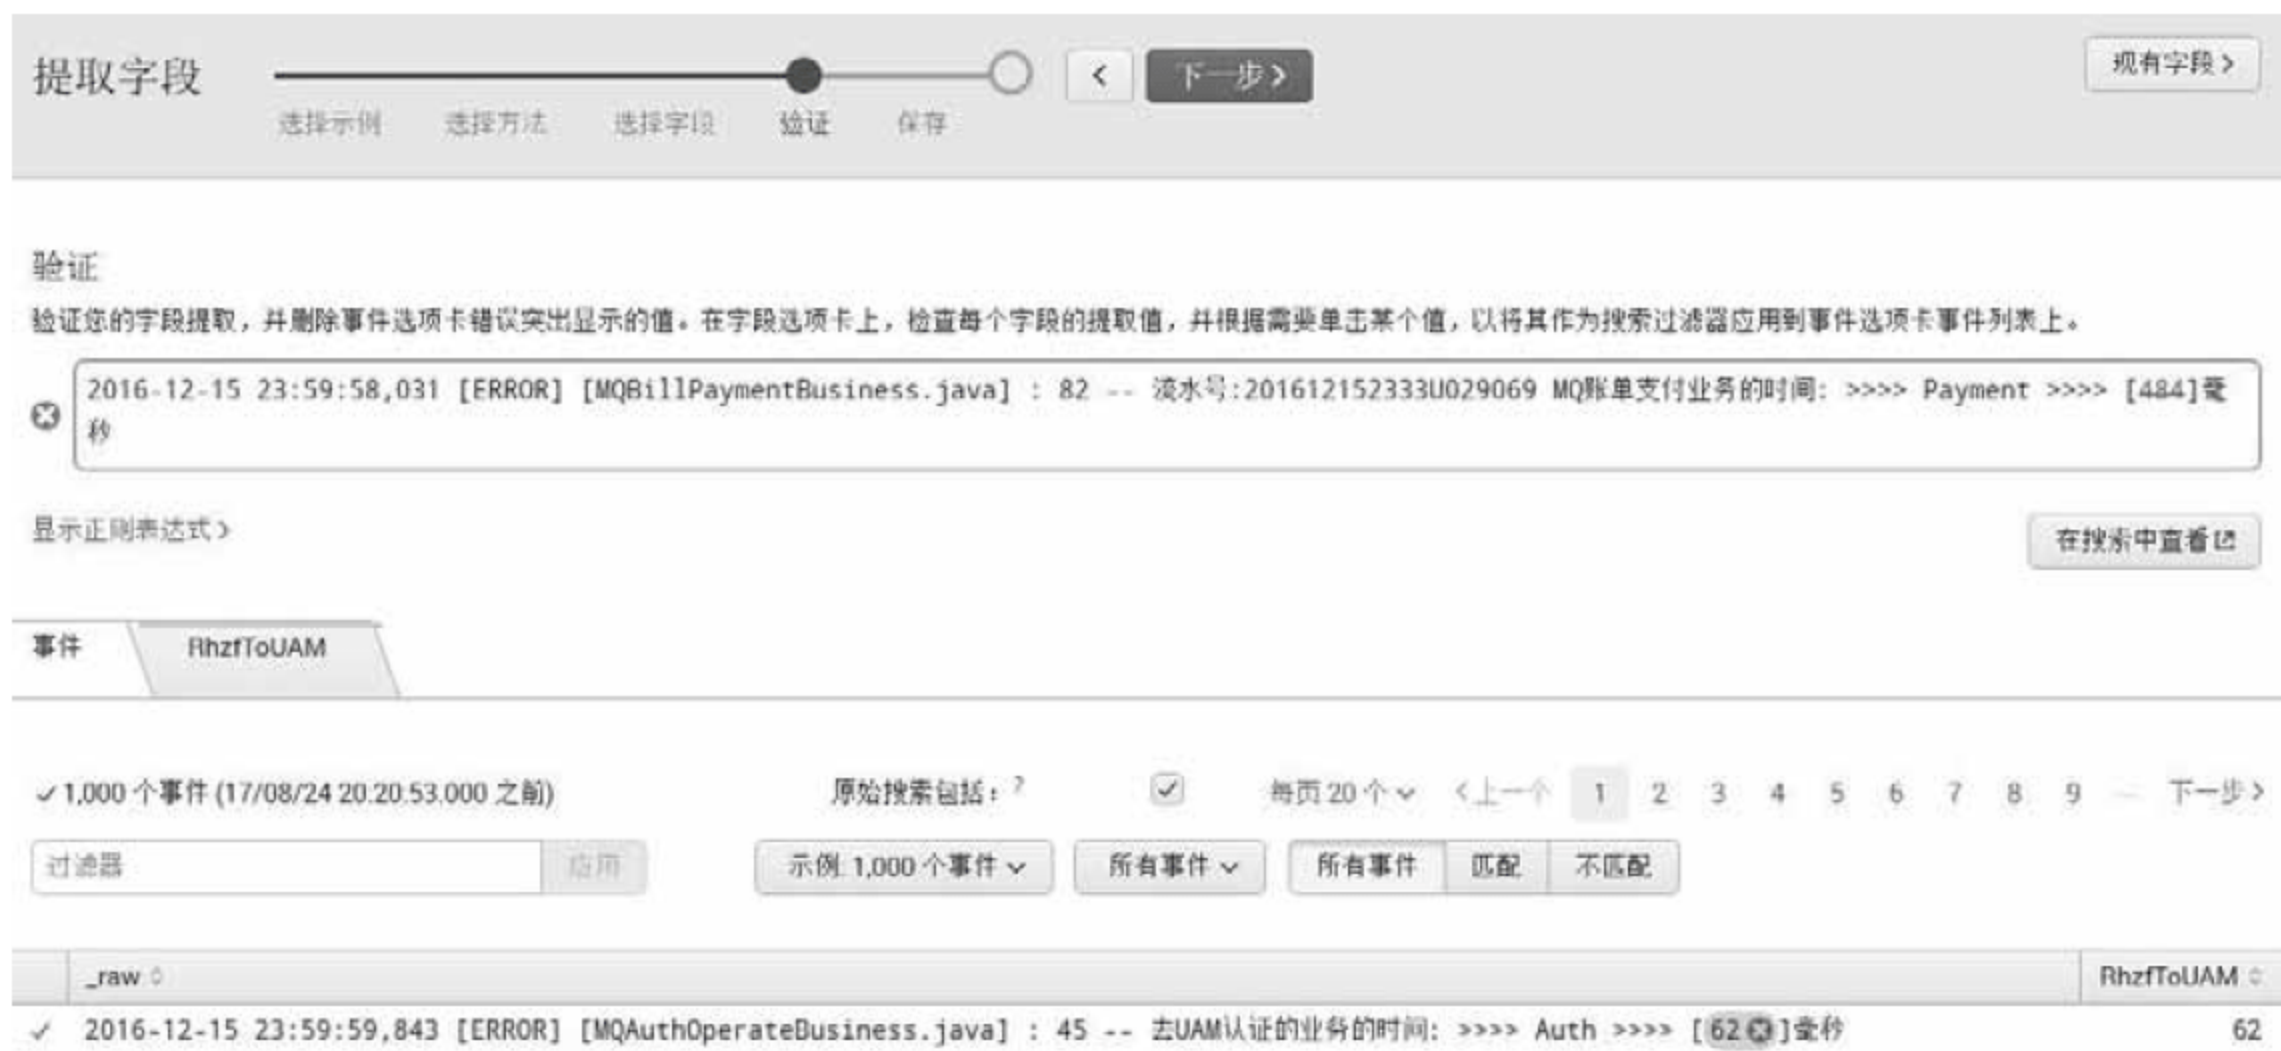 提取字段
选择示例 选择方法 选择字段 验证 保存
< 下一步>
现有字段>
验证
验证您的字段提取，并删除事件选项卡错误突出显示的值。在字段选项卡上，检查每个字段的提取值，并根据需要单击某个值，以将其作为搜索过滤器应用到事件选项卡事件列表上。
2016-12-15 23:59:58,031 [ERROR] [MQBillPaymentBusiness.java] : 82 -- 流水号:201612152333U029069 MQ账单支付业务的时间: >>>> Payment >>>> [484]毫
秒
显示正则表达式>
在搜索中查看
事件 RhzfToUAM
✓1,000 个事件 (17/08/24 20:20:53.000 之前) 原始搜索包括：? 每页 20 个 <上一个 1 2 3 4 5 6 7 8 9 … 下一步>
过滤器 应用 示例: 1,000 个事件 所有事件 所有事件 匹配 不匹配
_raw RhzfToUAM
✓ 2016-12-15 23:59:59,843 [ERROR] [MQAuthOperateBusiness.java] : 45 -- 去UAM认证的业务的时间: >>>> Auth >>>> [62]毫秒 62